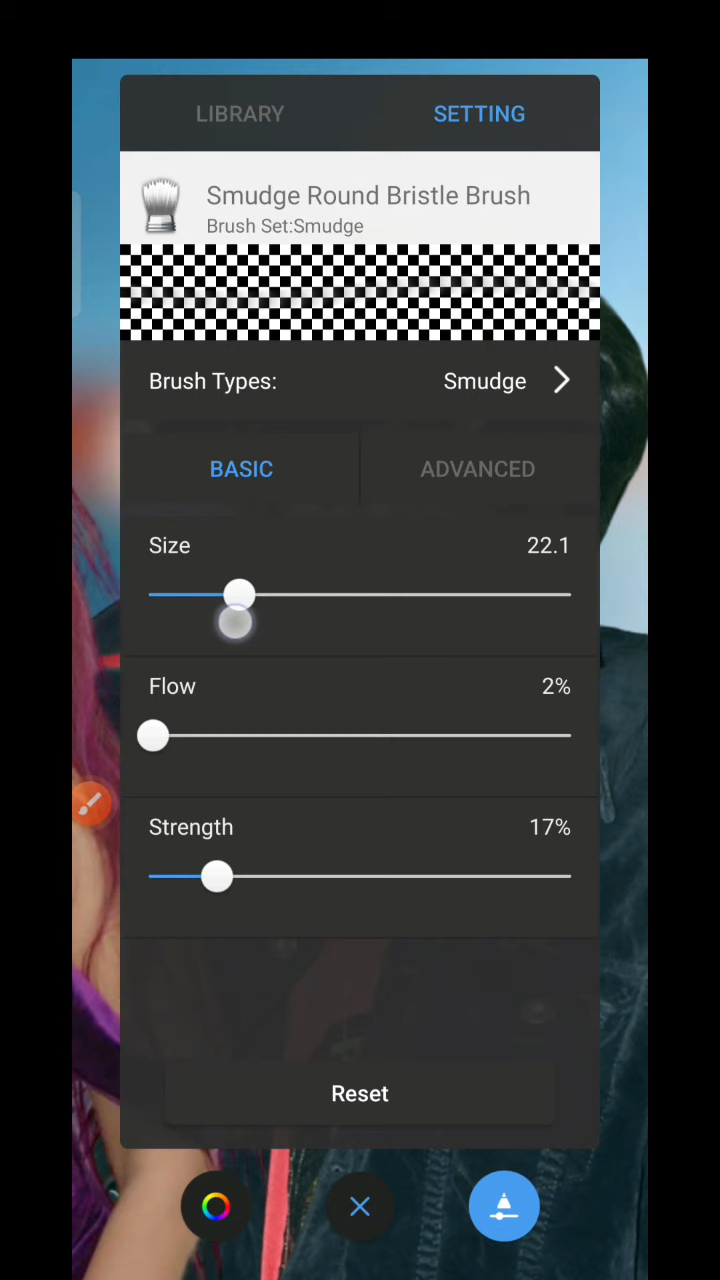 LIBRARY
SETTING
Smudge Round Bristle Brush
Brush Set:Smudge
Brush Types:
Smudge
BASIC
ADVANCED
Size
22.1
Flow
2%
Strength
17%
Reset